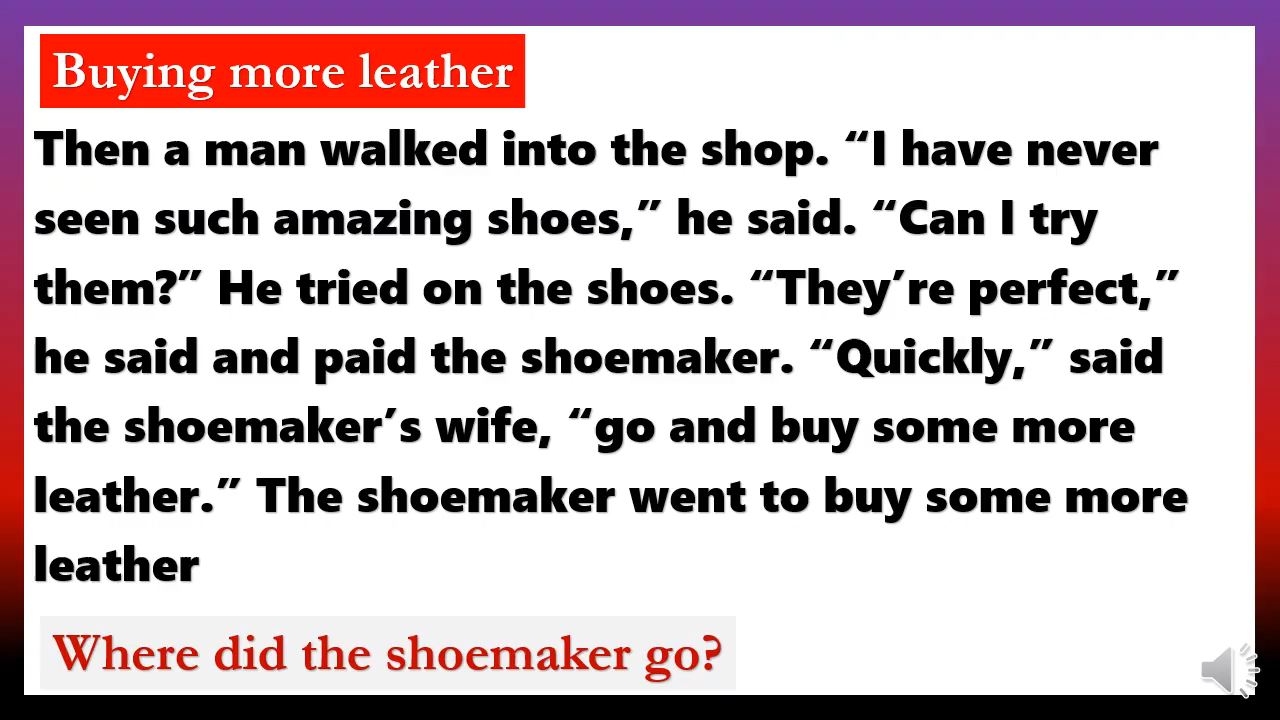 Buying more leather
Then a man walked into the shop. “I have never
seen such amazing shoes,” he said. “Can I try
them?” He tried on the shoes. “They’re perfect,”
he said and paid the shoemaker. “Quickly,” said
the shoemaker’s wife, “go and buy some more
leather.” The shoemaker went to buy some more
leather
Where did the shoemaker go?